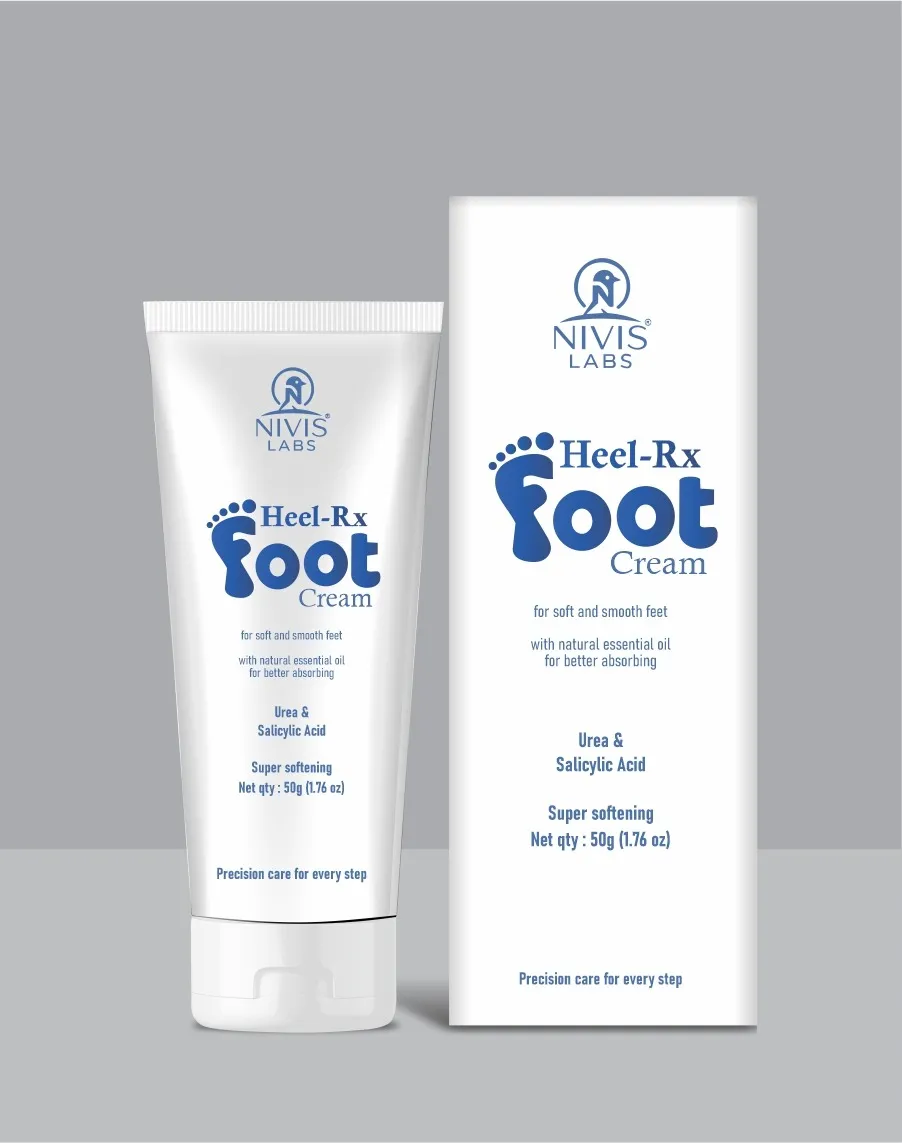 NIVIS®
LABS
Heel-Rx
Foot
Cream
for soft and smooth feet
with natural essential oil
for better absorbing
Urea &
Salicylic Acid
Super softening
Net qty : 50g (1.76 oz)
Precision care for every step
NIVIS®
LABS
Heel-Rx
Foot
Cream
for soft and smooth feet
with natural essential oil
for better absorbing
Urea &
Salicylic Acid
Super softening
Net qty : 50g (1.76 oz)
Precision care for every step